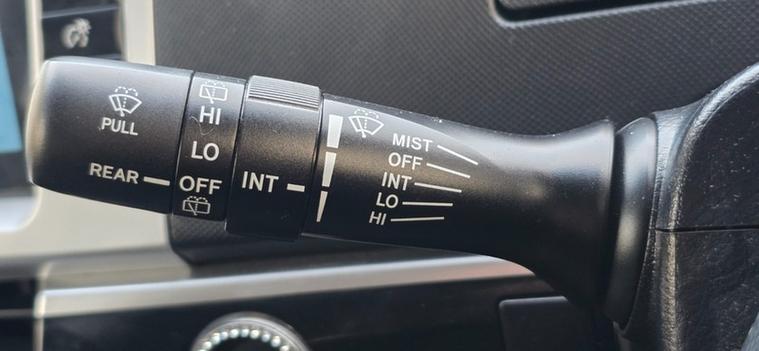 PULL
REAR
HI
LO
OFF
INT
MIST
OFF
INT
LO
HI